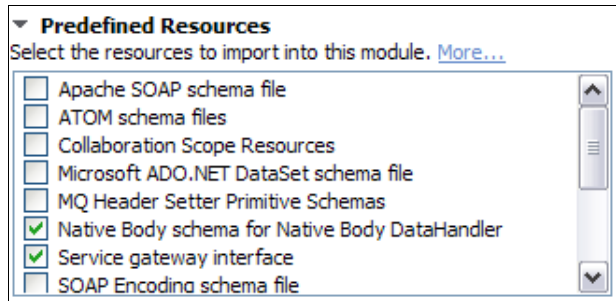 Predefined Resources
Select the resources to import into this module. More...
Apache SOAP schema file
ATOM schema files
Collaboration Scope Resources
Microsoft ADO.NET DataSet schema file
MQ Header Setter Primitive Schemas
Native Body schema for Native Body DataHandler
Service gateway interface
SOAP Encoding schema file